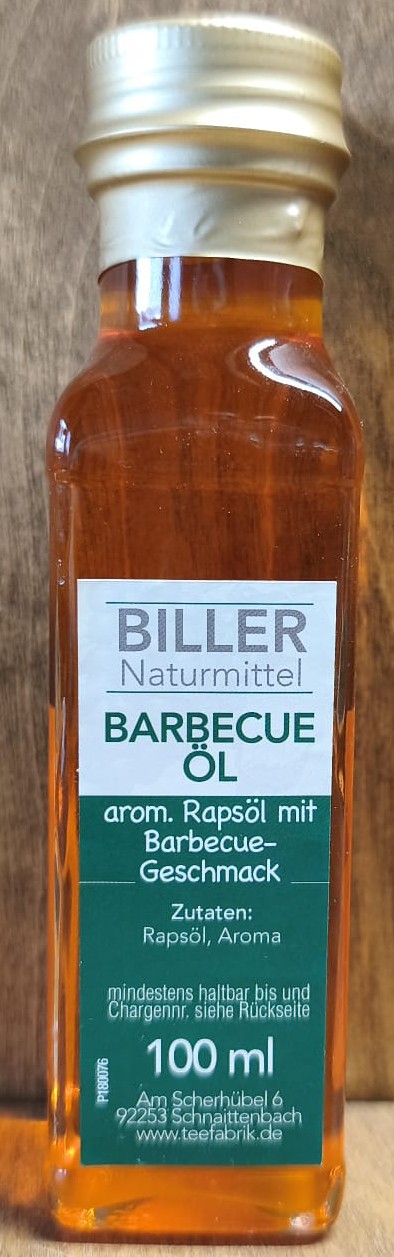 BILLER
Naturmittel
BARBECUE
ÖL
arom. Rapsöl mit
Barbecue-
Geschmack
Zutaten:
Rapsöl, Aroma
mindestens haltbar bis und
Chargennr. siehe Rückseite
100 ml
P180076
Am Scherhübel 6
92253 Schnaittenbach
www.teefabrik.de